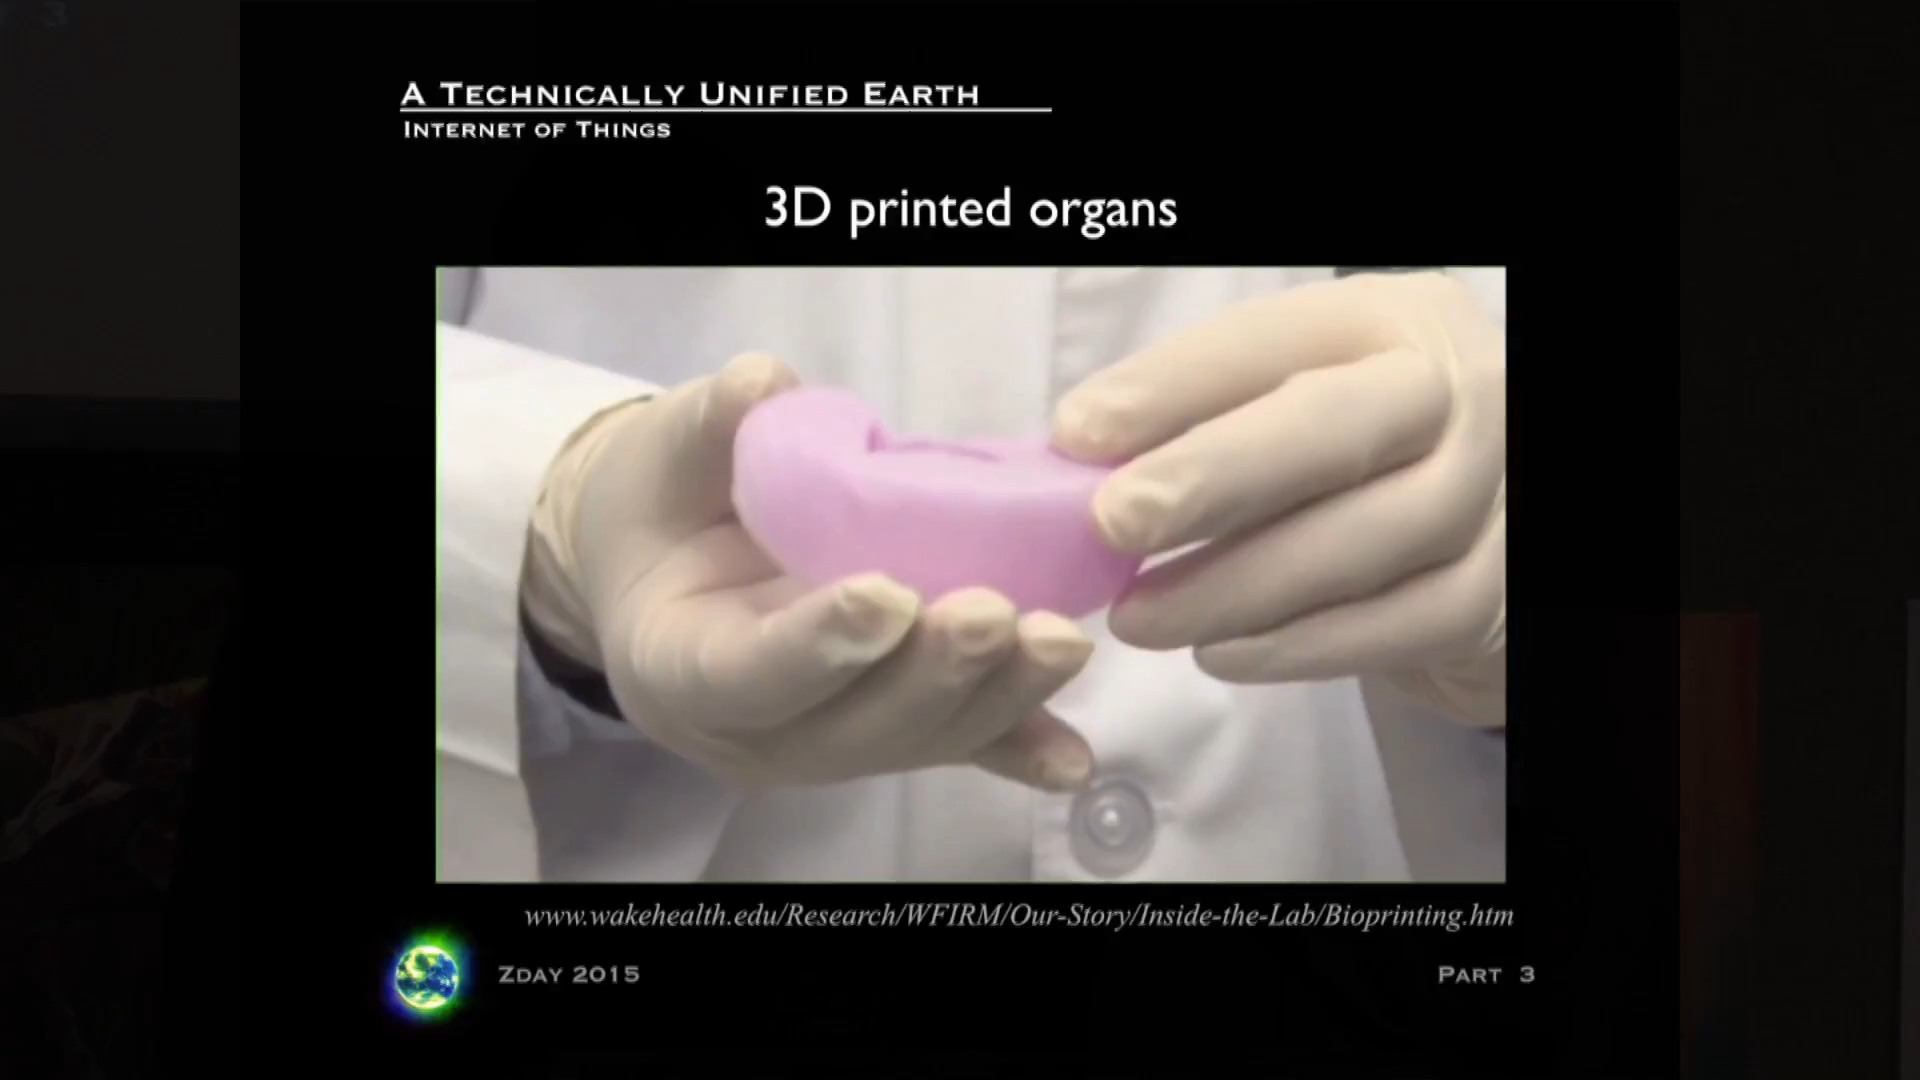 A Technically Unified Earth
Internet of Things
3D printed organs
www.wakehealth.edu/Research/WFIRM/Our-Story/Inside-the-Lab/Bioprinting.htm
Zday 2015
Part 3